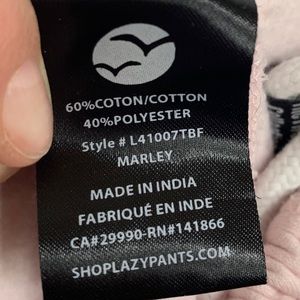 60%COTON/COTTON
40%POLYESTER
Style # L41007TBF
MARLEY
MADE IN INDIA
FABRIQUÉ EN INDE
CA#29990-RN#141866
SHOPLAZYPANTS.COM